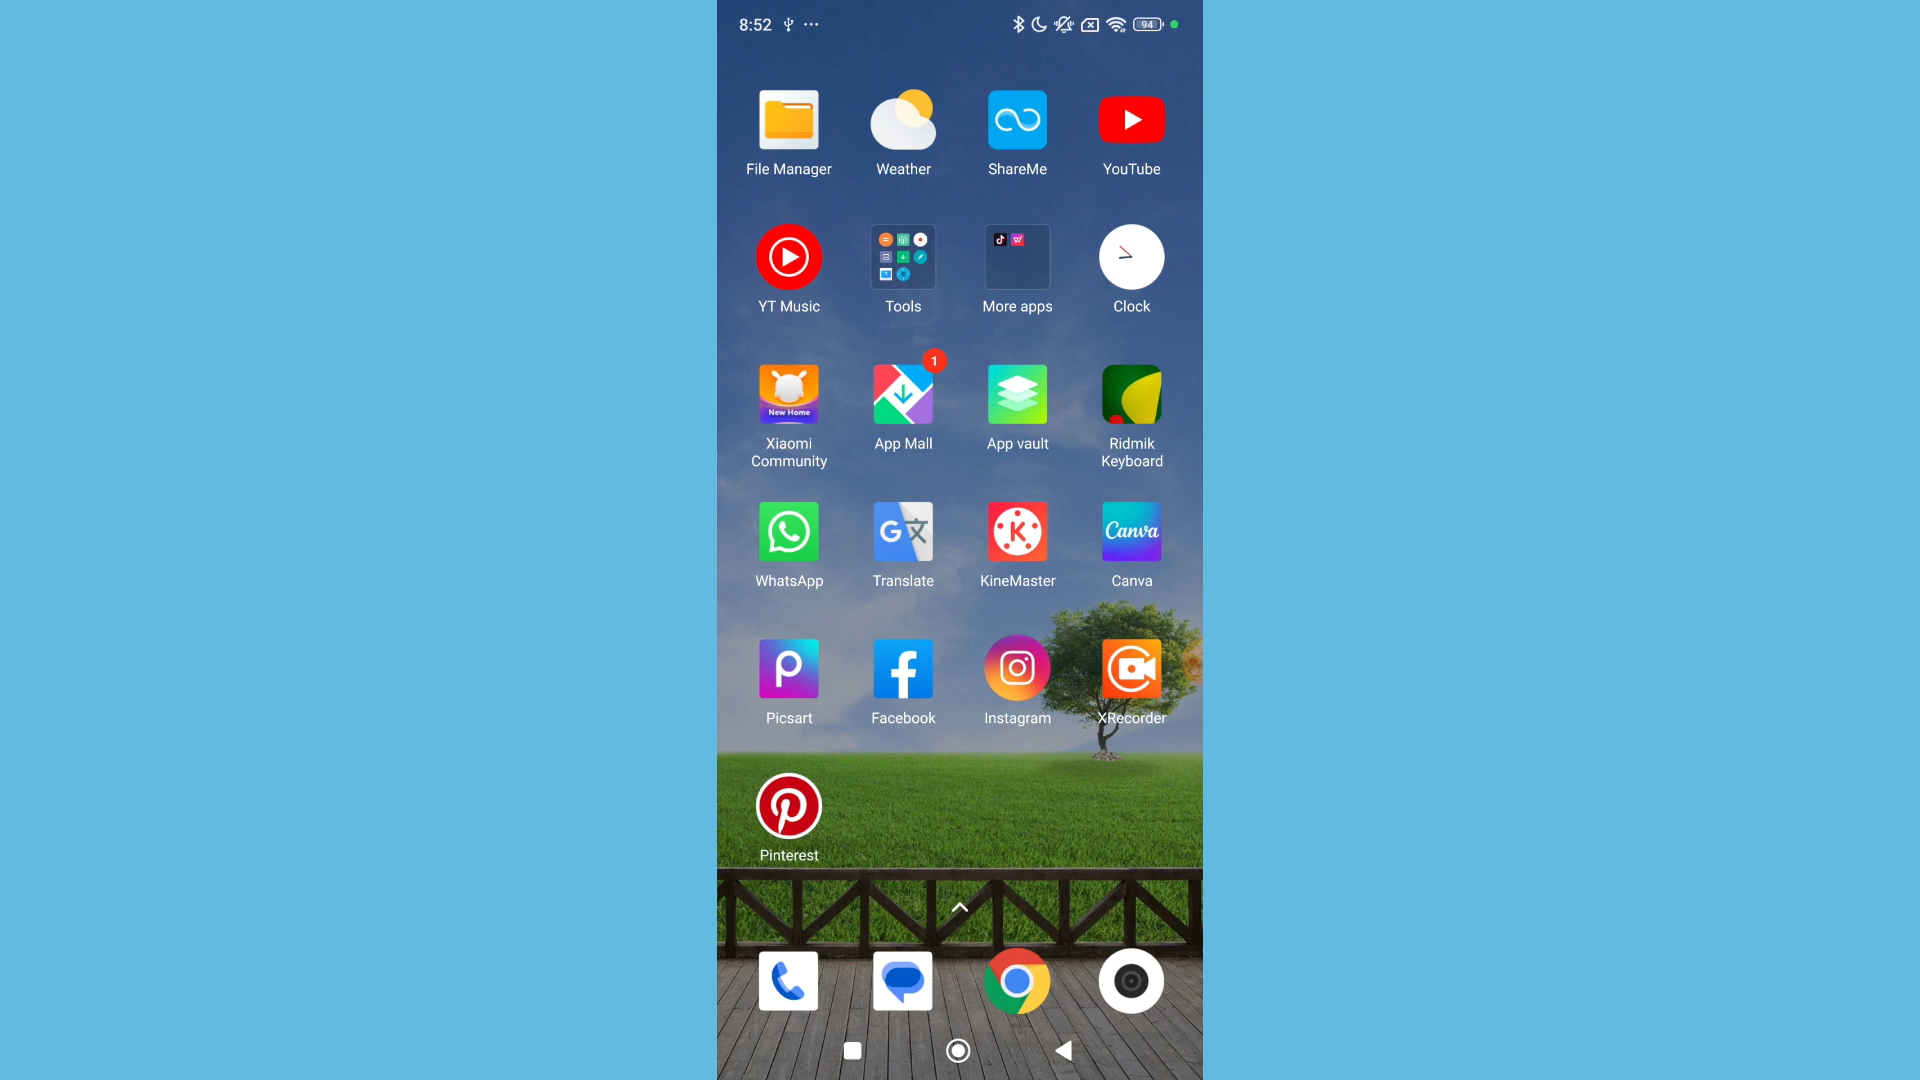 8:52 94
File Manager Weather ShareMe YouTube
YT Music Tools More apps Clock
1
New Home
Xiaomi Community App Mall App vault Ridmik Keyboard
Canva
WhatsApp Translate KineMaster Canva
Picsart Facebook Instagram XRecorder
Pinterest